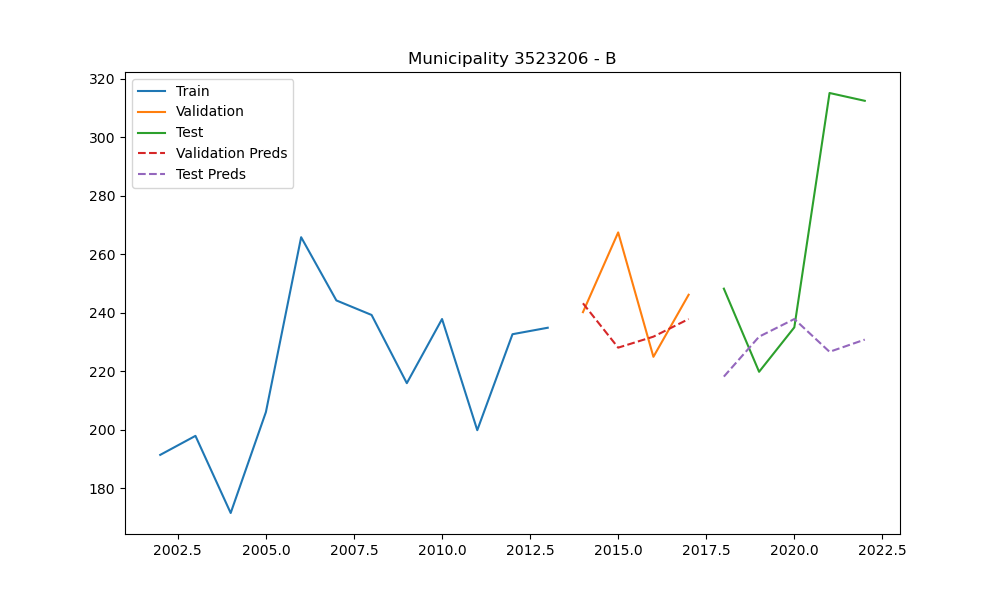 Municipality 3523206 - B
320
300
280
260
240
220
200
180
Train
Validation
Test
Validation Preds
Test Preds
2002.5 2005.0 2007.5 2010.0 2012.5 2015.0 2017.5 2020.0 2022.5